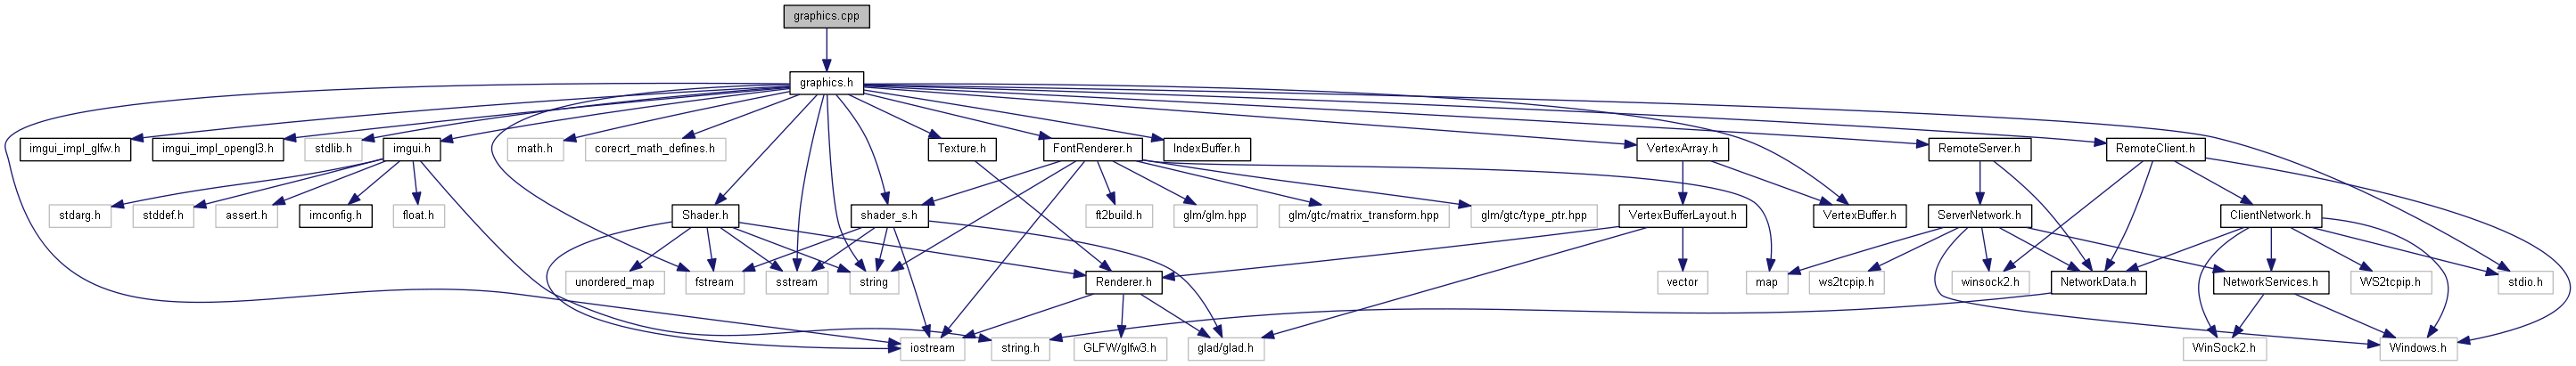 graphics.cpp
graphics.h
imgui_impl_glfw.h
imgui_impl_opengl3.h
stdlib.h
imgui.h
math.h
corecrt_math_defines.h
Texture.h
FontRenderer.h
IndexBuffer.h
VertexArray.h
RemoteServer.h
RemoteClient.h
stdarg.h
stddef.h
assert.h
imconfig.h
float.h
Shader.h
shader_s.h
ft2build.h
glm/glm.hpp
glm/gtc/matrix_transform.hpp
glm/gtc/type_ptr.hpp
VertexBufferLayout.h
VertexBuffer.h
ServerNetwork.h
ClientNetwork.h
unordered_map
fstream
sstream
string
Renderer.h
vector
map
ws2tcpip.h
winsock2.h
NetworkData.h
NetworkServices.h
WS2tcpip.h
stdio.h
iostream
string.h
GLFW/glfw3.h
glad/glad.h
WinSock2.h
Windows.h